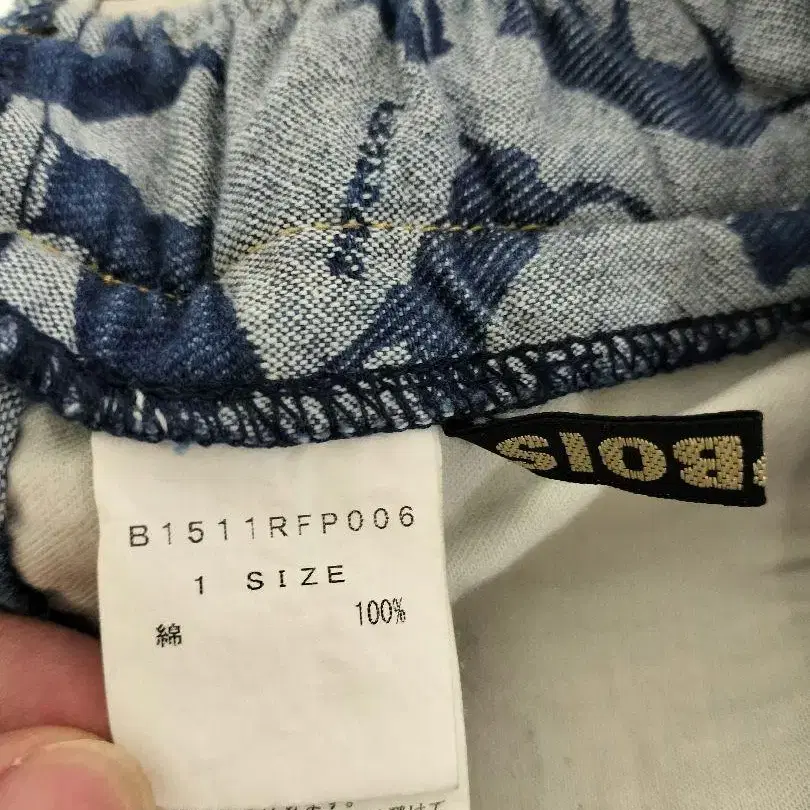 BOIS
B1511RFP006
1 SIZE
綿 100%